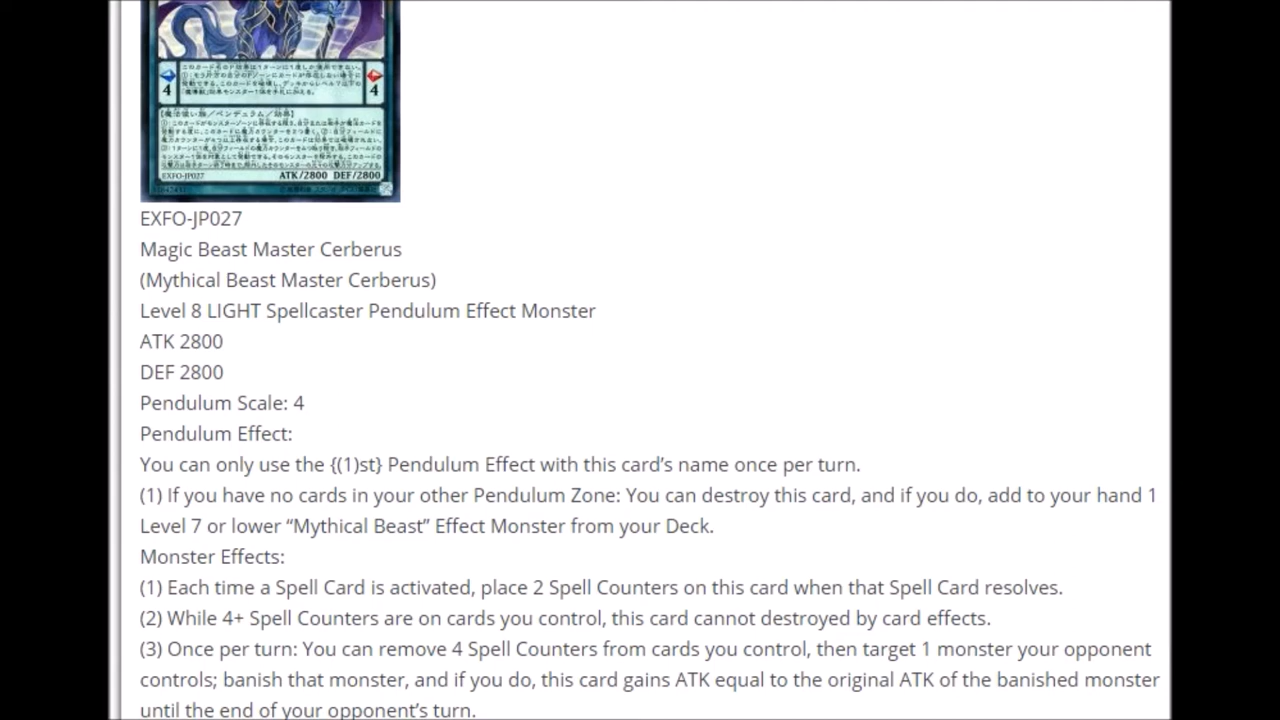 4
4
EXFO-JP027
ATK/2800 DEF/2800
EXFO-JP027
Magic Beast Master Cerberus
(Mythical Beast Master Cerberus)
Level 8 LIGHT Spellcaster Pendulum Effect Monster
ATK 2800
DEF 2800
Pendulum Scale: 4
Pendulum Effect:
You can only use the {(1)st} Pendulum Effect with this card’s name once per turn.
(1) If you have no cards in your other Pendulum Zone: You can destroy this card, and if you do, add to your hand 1
Level 7 or lower “Mythical Beast” Effect Monster from your Deck.
Monster Effects:
(1) Each time a Spell Card is activated, place 2 Spell Counters on this card when that Spell Card resolves.
(2) While 4+ Spell Counters are on cards you control, this card cannot destroyed by card effects.
(3) Once per turn: You can remove 4 Spell Counters from cards you control, then target 1 monster your opponent
controls; banish that monster, and if you do, this card gains ATK equal to the original ATK of the banished monster
until the end of your opponent’s turn.